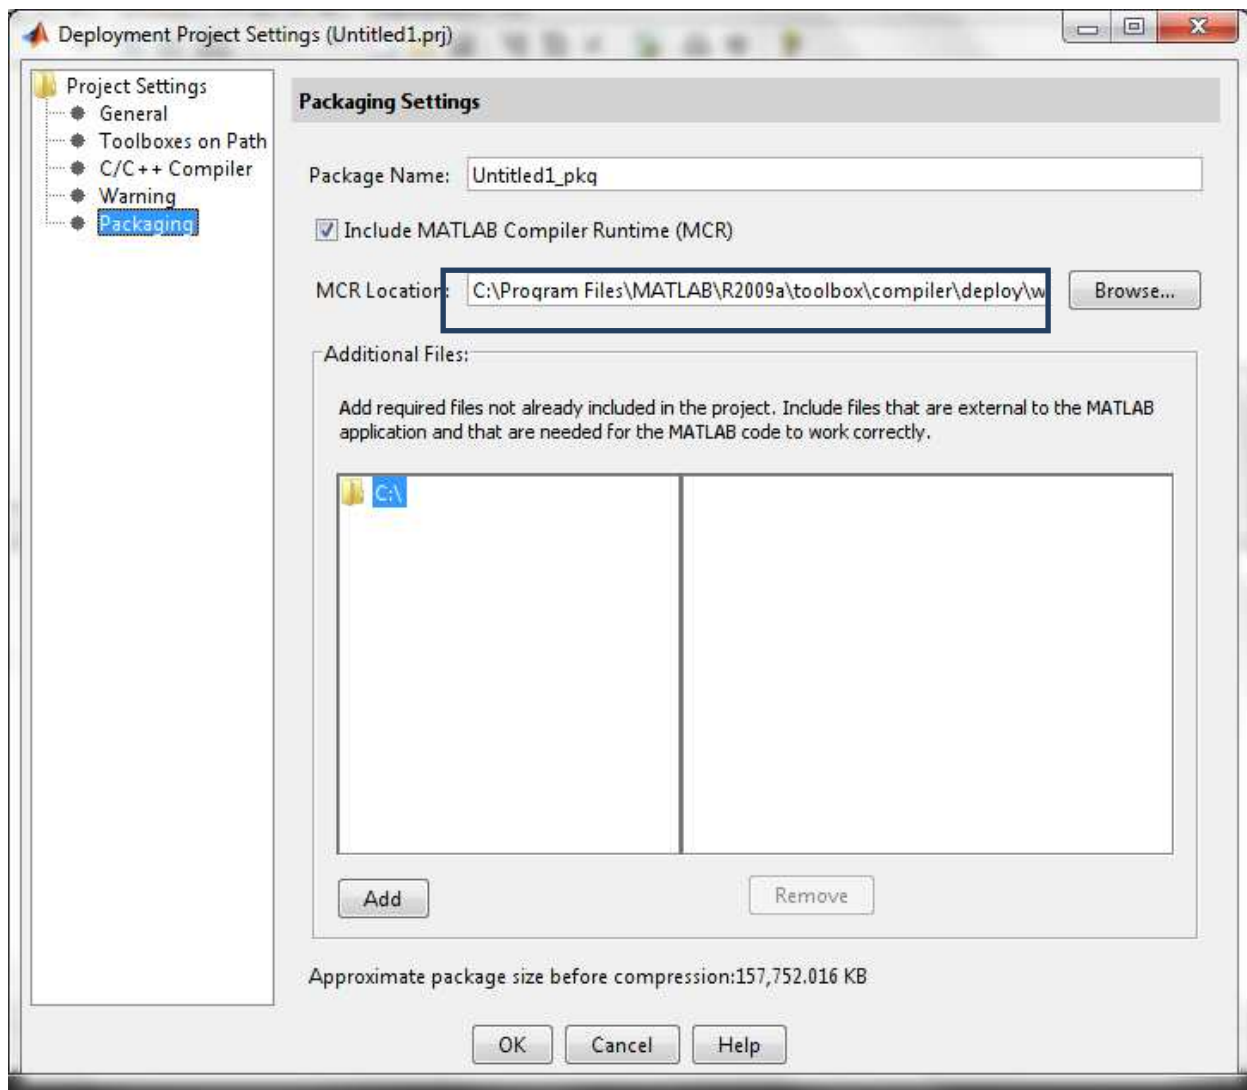 Deployment Project Settings (Untitled1.prj)
Project Settings
General
Toolboxes on Path
C/C++ Compiler
Warning
Packaging
Packaging Settings
Package Name: Untitled1_pkg
Include MATLAB Compiler Runtime (MCR)
MCR Location: C:\Program Files\MATLAB\R2009a\toolbox\compiler\deploy\w
Browse...
Additional Files:
Add required files not already included in the project. Include files that are external to the MATLAB
application and that are needed for the MATLAB code to work correctly.
C:\
Add
Remove
Approximate package size before compression:157,752.016 KB
OK
Cancel
Help